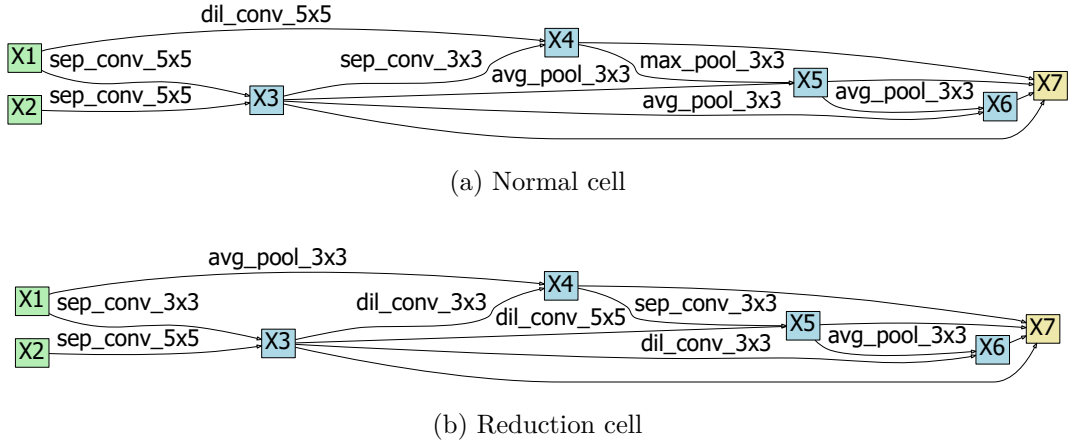 dil_conv_5x5
X1
X4
sep_conv_5x5
sep_conv_3x3
max_pool_3x3
avg_pool_3x3
X5
X7
sep_conv_5x5
X3
avg_pool_3x3
avg_pool_3x3
X2
X6
(a) Normal cell
avg_pool_3x3
X1
X4
sep_conv_3x3
dil_conv_3x3
sep_conv_3x3
dil_conv_5x5
X5
X7
sep_conv_5x5
X3
dil_conv_3x3
avg_pool_3x3
X2
X6
(b) Reduction cell